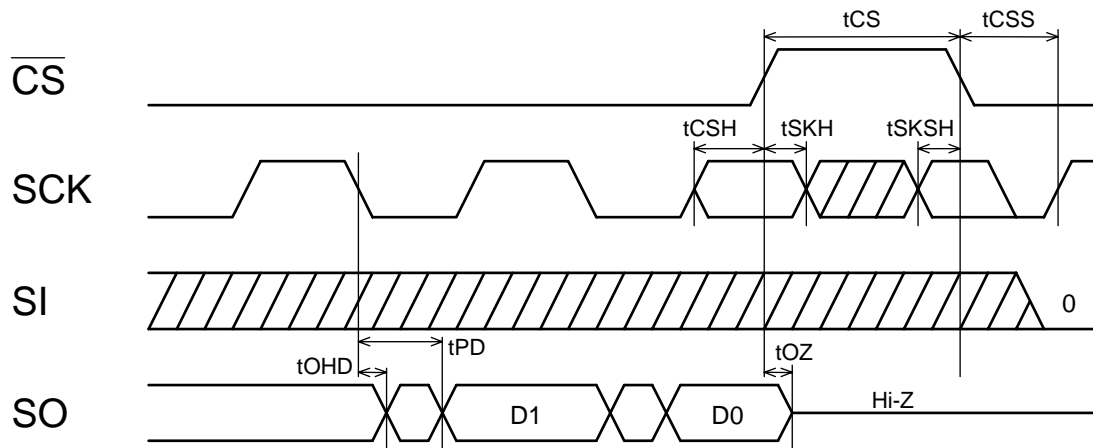 tCS tCSS
CS
tCSH tSKH tSKSH
SCK
SI 0
tOHD tPD tOZ
SO D1 D0 Hi-Z